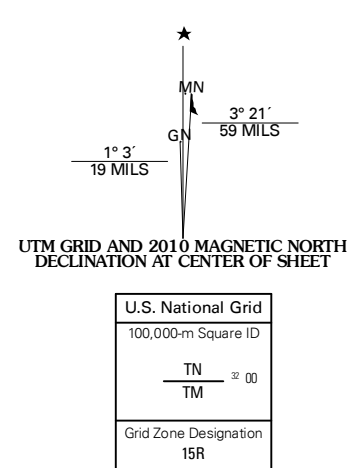 ★
MN
3° 21´
59 MILS
GN
1° 3´
19 MILS
UTM GRID AND 2010 MAGNETIC NORTH
DECLINATION AT CENTER OF SHEET
U.S. National Grid
100,000-m Square ID
TN
32 00
TM
Grid Zone Designation
15R